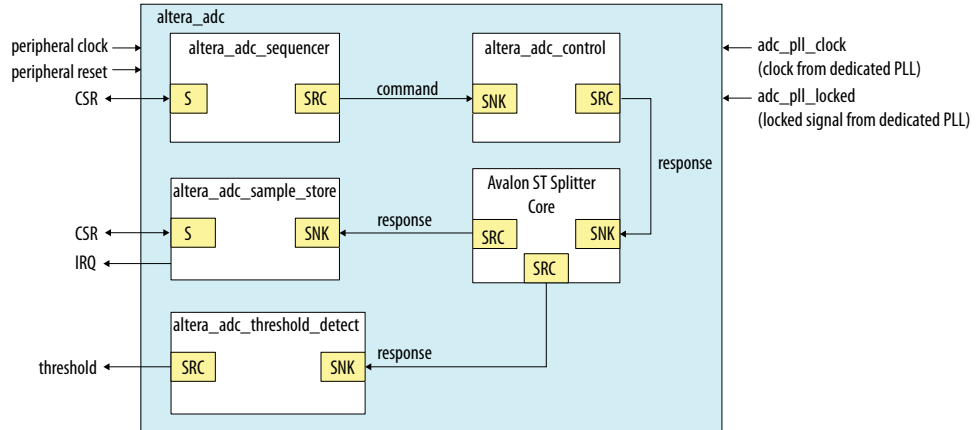 altera_adc
peripheral clock
peripheral reset
altera_adc_sequencer
altera_adc_control
adc_pll_clock
(clock from dedicated PLL)
CSR
S
SRC
command
SNK
SRC
adc_pll_locked
(locked signal from dedicated PLL)
response
altera_adc_sample_store
Avalon ST Splitter
Core
CSR
S
SNK
response
SRC
SNK
IRQ
SRC
altera_adc_threshold_detect
threshold
SRC
SNK
response